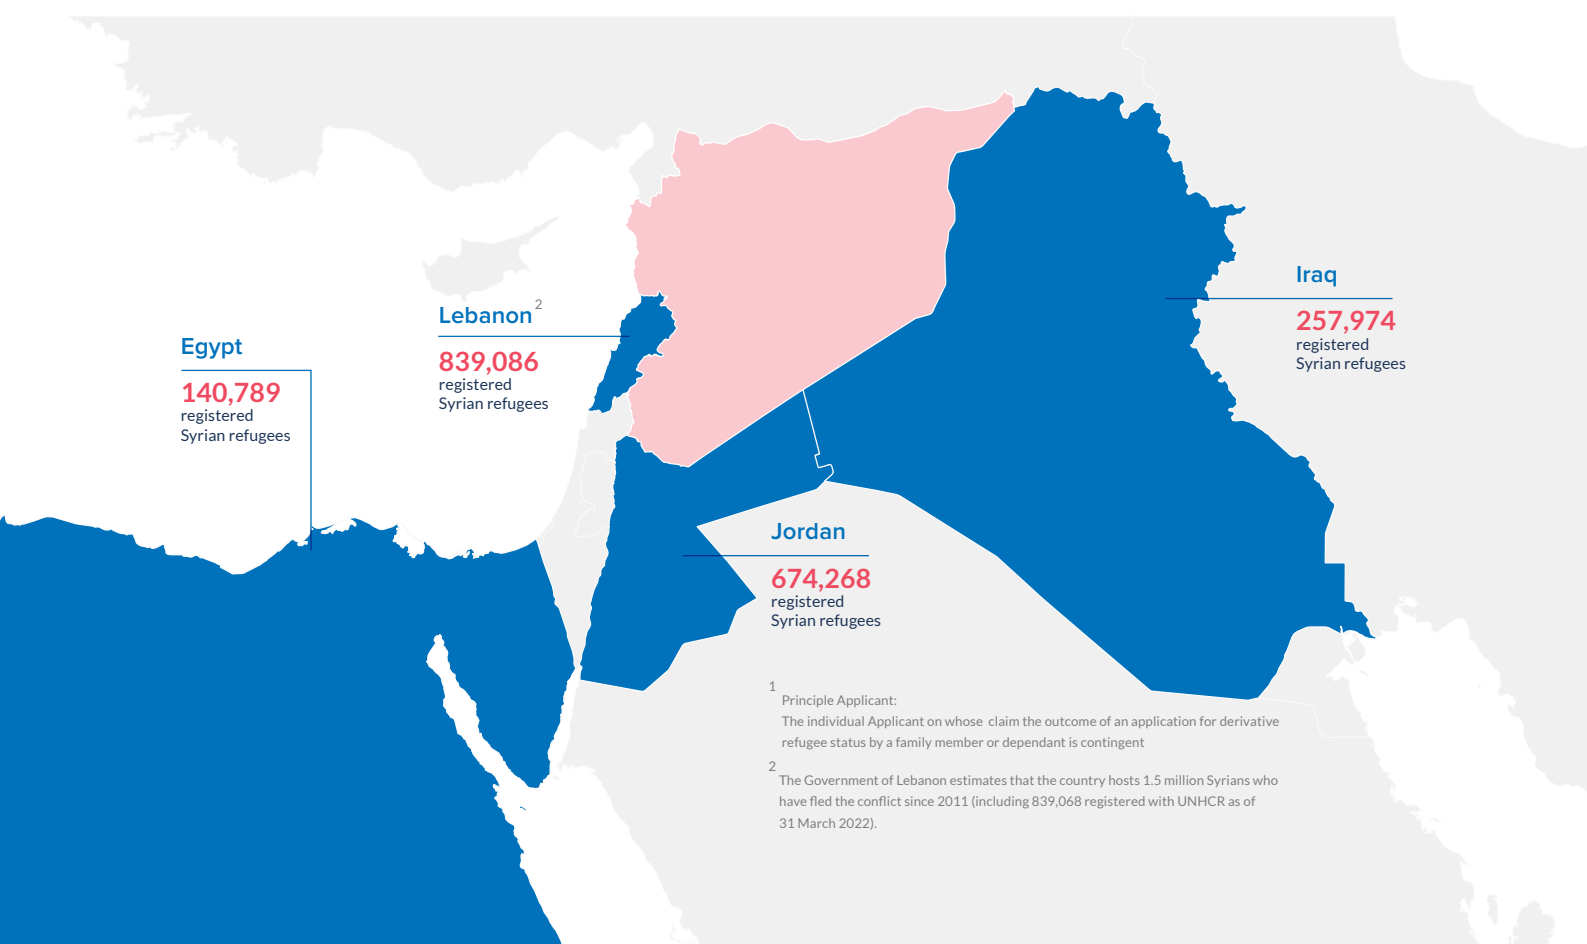 Egypt
140,789
registered
Syrian refugees
Lebanon 2
839,086
registered
Syrian refugees
Iraq
257,974
registered
Syrian refugees
Jordan
674,268
registered
Syrian refugees
1
Principle Applicant:
The individual Applicant on whose claim the outcome of an application for derivative
refugee status by a family member or dependant is contingent
2
The Government of Lebanon estimates that the country hosts 1.5 million Syrians who
have fled the conflict since 2011 (including 839,068 registered with UNHCR as of
31 March 2022).